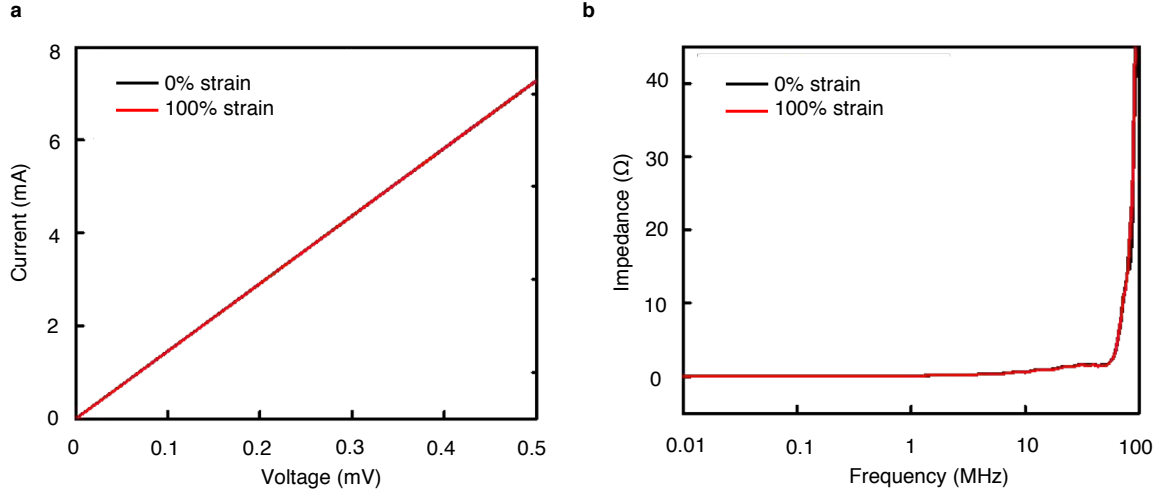 a
8
6
4
2
0
0% strain
100% strain
Current (mA)
0 0.1 0.2 0.3 0.4 0.5
Voltage (mV)
b
40
30
20
10
0
0% strain
100% strain
Impedance (Ω)
0.01 0.1 1 10 100
Frequency (MHz)